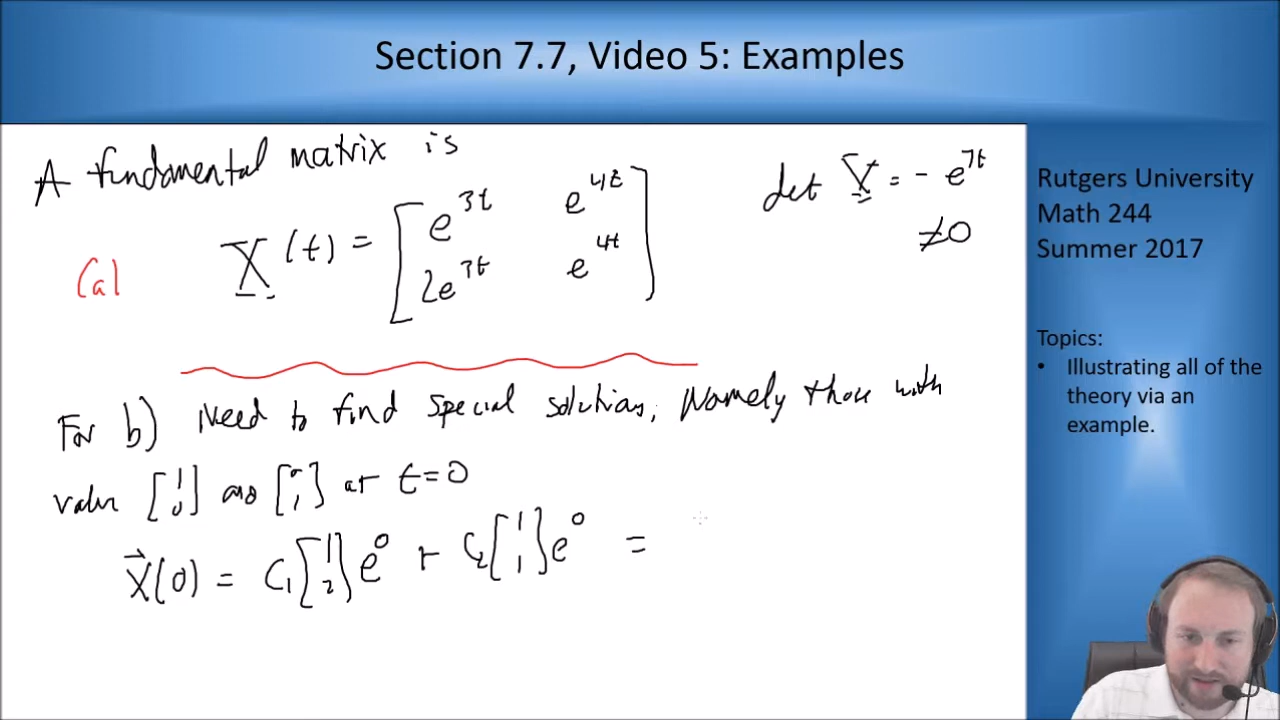 Section 7.7, Video 5: Examples
A fundamental matrix is
(a) X(t) = [ e^{3t} e^{4t}
2e^{3t} e^{4t} ]
det X = - e^{7t}
≠ 0
For b) Need to find special solutions, Namely those with
value [1 0] and [0 1] at t=0
x⃗(0) = C₁ [1 2] e⁰ + C₂ [1 1] e⁰ =
Rutgers University
Math 244
Summer 2017
Topics:
• Illustrating all of the
theory via an
example.